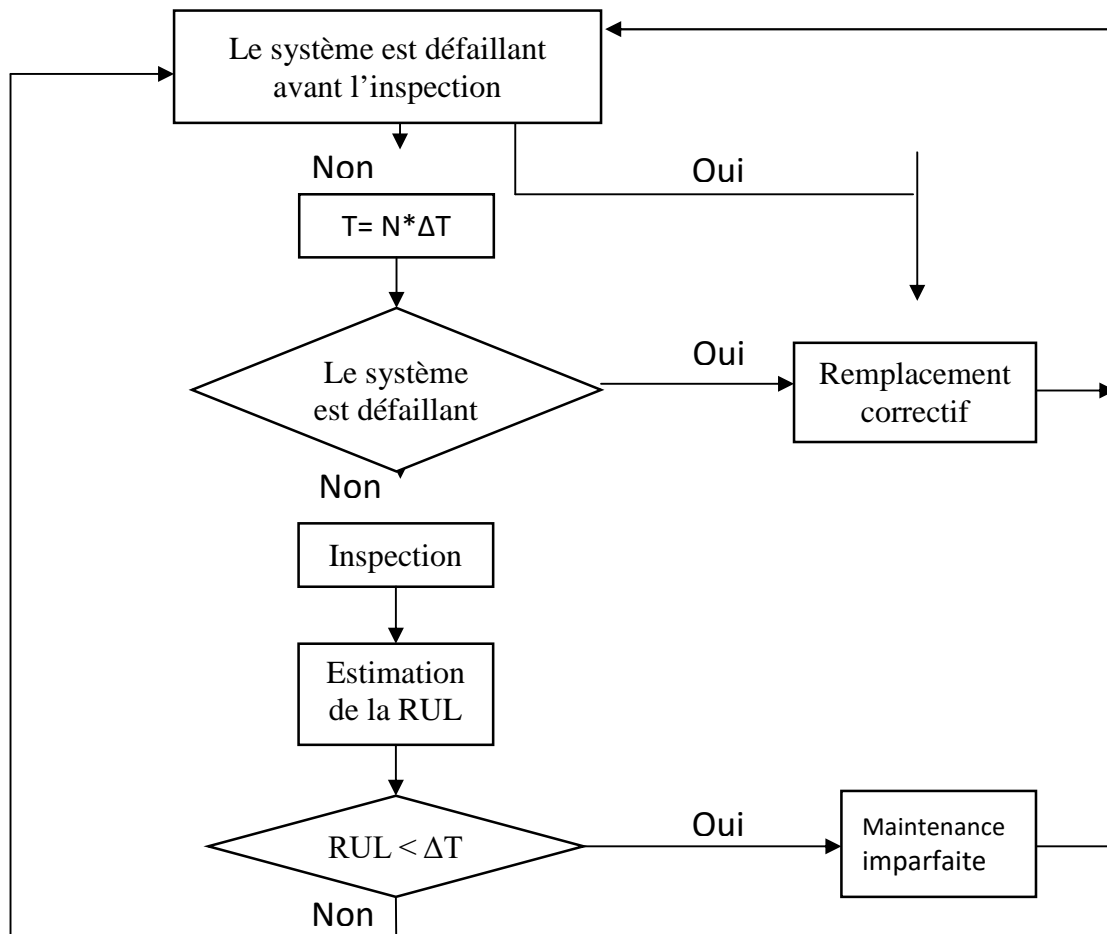 Le système est défaillant
avant l’inspection
Non
Oui
T= N*ΔT
Le système
est défaillant
Oui
Remplacement
correctif
Non
Inspection
Estimation
de la RUL
RUL < ΔT
Oui
Maintenance
imparfaite
Non